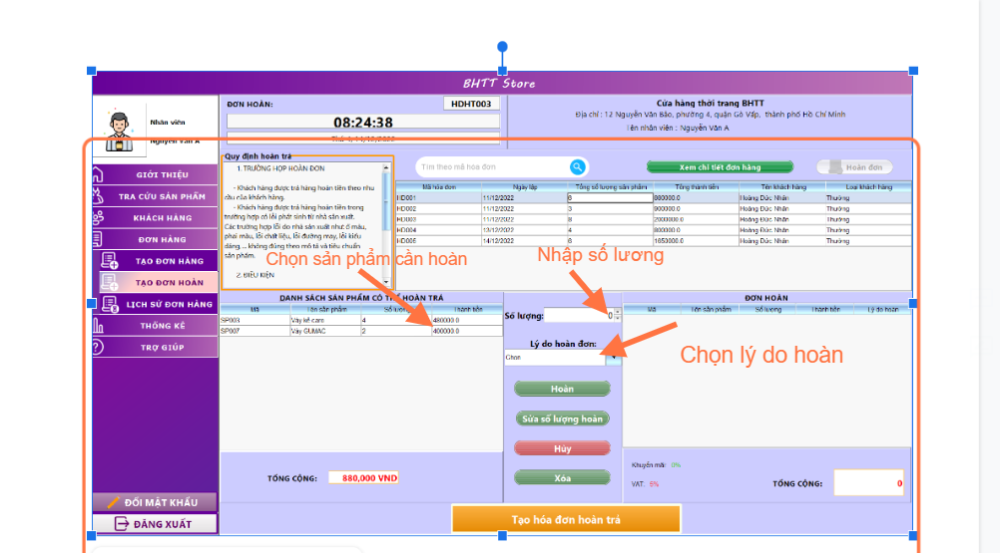 BHTT Store
Nhân viên
Nguyễn Văn A
ĐƠN HOÀN:
HDHT003
08:24:38
Cửa hàng thời trang BHTT
Địa chỉ : 12 Nguyễn Văn Bảo, phường 4, quận Gò Vấp, thành phố Hồ Chí Minh
Tên nhân viên : Nguyễn Văn A
GIỚI THIỆU
TRA CỨU SẢN PHẨM
KHÁCH HÀNG
ĐƠN HÀNG
TẠO ĐƠN HÀNG
TẠO ĐƠN HOÀN
LỊCH SỬ ĐƠN HÀNG
THỐNG KÊ
TRỢ GIÚP
ĐỔI MẬT KHẨU
ĐĂNG XUẤT
Quy định hoàn trả
1. TRƯỜNG HỢP HOÀN ĐƠN
- Khách hàng được trả hàng hoàn tiền theo nhu
cầu của khách hàng.
- Khách hàng được trả hàng hoàn tiền trong
trường hợp có lỗi phát sinh từ nhà sản xuất.
Các trường hợp lỗi do nhà sản xuất như ố màu,
phai màu, lỗi chất liệu, lỗi đường may, lỗi kiểu
dáng ... không đúng theo mô tả và tiêu chuẩn
sản phẩm.
2. ĐIỀU KIỆN
Tìm theo mã hóa đơn
Xem chi tiết đơn hàng
Hoàn đơn
Mã hóa đơn Ngày lập Tổng số lượng sản phẩm Tổng thành tiền Tên khách hàng Loại khách hàng
HD001 11/12/2022 6 880000.0 Hoàng Đức Nhân Thường
HD002 11/12/2022 3 900000.0 Hoàng Đức Nhân Thường
HD003 11/12/2022 8 2000000.0 Hoàng Đức Nhân Thường
HD004 13/12/2022 4 1100000.0 Hoàng Đức Nhân Thường
HD005 14/12/2022 6 1650000.0 Hoàng Đức Nhân Thường
Chọn sản phẩm cần hoàn
Nhập số lương
DANH SÁCH SẢN PHẨM CÓ THỂ HOÀN TRẢ
Mã Tên sản phẩm Số lượng Thành tiền
SP003 Váy kẻ caro 4 480000.0
SP007 Váy GUMAC 2 400000.0
Số lượng: 0
Lý do hoàn đơn:
Chọn
Chọn lý do hoàn
Hoàn
Sửa số lượng hoàn
Hủy
Xóa
ĐƠN HOÀN
Mã Tên sản phẩm Số lượng Thành tiền Lý do hoàn
TỔNG CỘNG: 880,000 VND
Khuyến mãi: 0%
VAT: 5%
TỔNG CỘNG: 0
Tạo hóa đơn hoàn trả